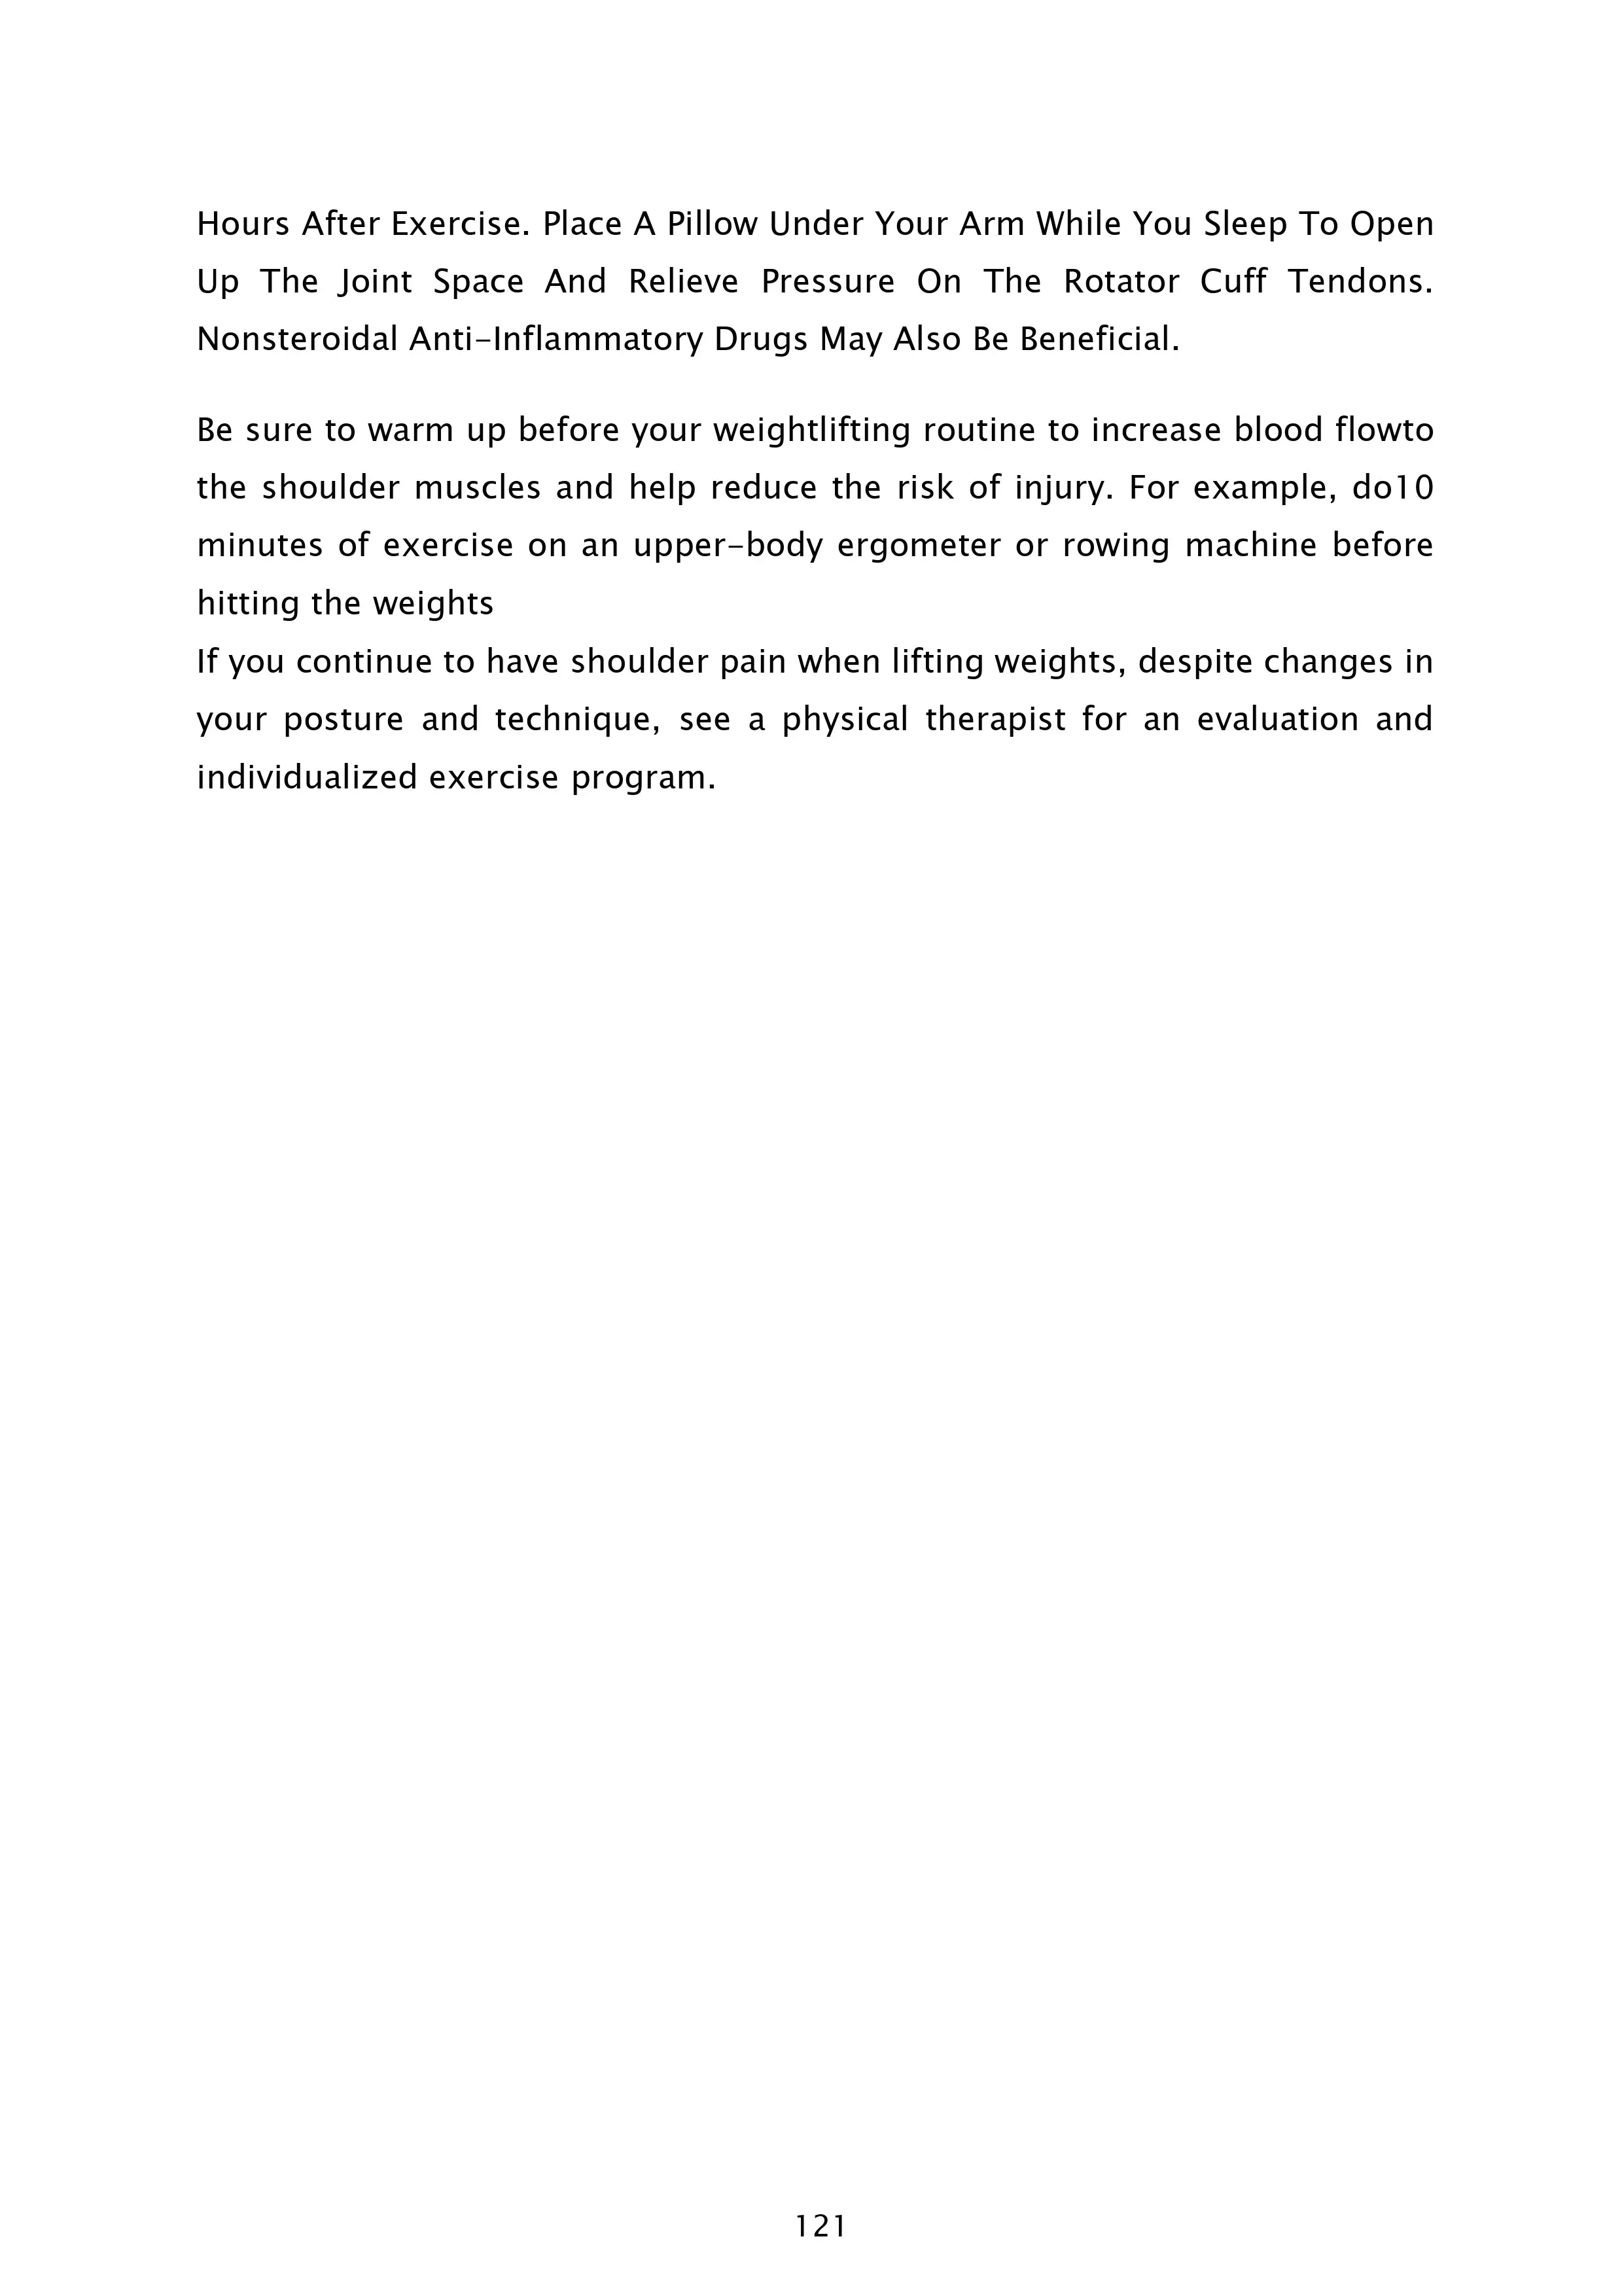 Hours After Exercise. Place A Pillow Under Your Arm While You Sleep To Open
Up The Joint Space And Relieve Pressure On The Rotator Cuff Tendons.
Nonsteroidal Anti-Inflammatory Drugs May Also Be Beneficial.
Be sure to warm up before your weightlifting routine to increase blood flowto
the shoulder muscles and help reduce the risk of injury. For example, do10
minutes of exercise on an upper-body ergometer or rowing machine before
hitting the weights
If you continue to have shoulder pain when lifting weights, despite changes in
your posture and technique, see a physical therapist for an evaluation and
individualized exercise program.
121